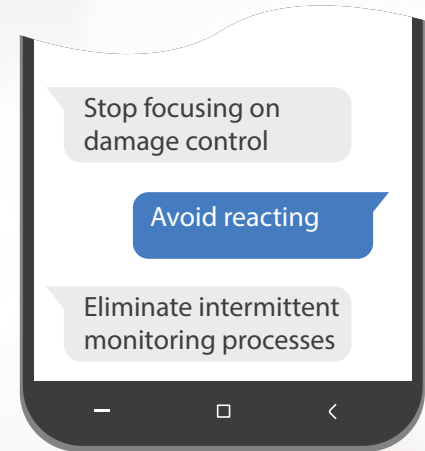 Stop focusing on
damage control
Avoid reacting
Eliminate intermittent
monitoring processes